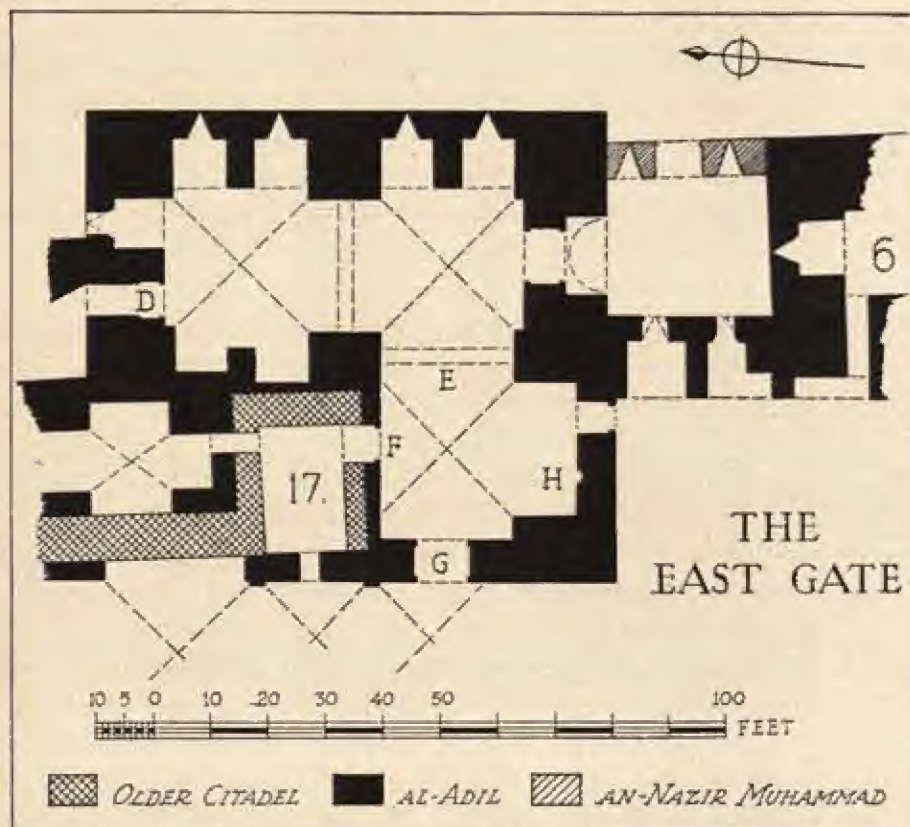 6
D
E
F
17.
H
G
THE
EAST GATE
10 5 0 10 20 30 40 50 100
FEET
OLDER CITADEL AL-ADIL AN-NAZIR MUHAMMAD